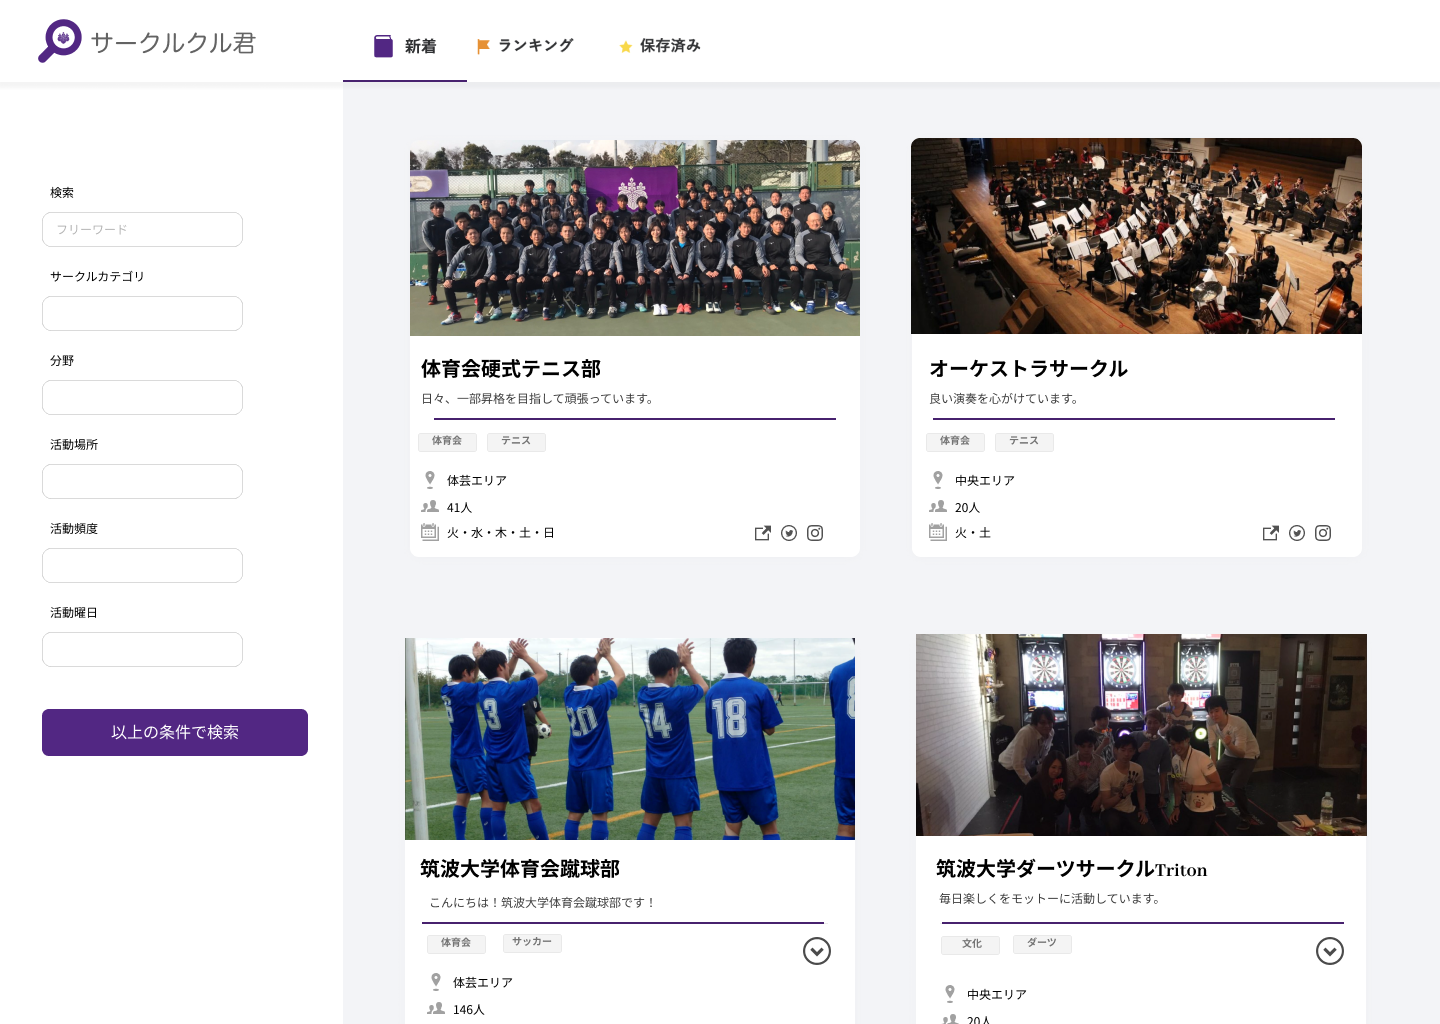 サークルクル君
新着
ランキング
保存済み
検索
フリーワード
サークルカテゴリ
分野
活動場所
活動頻度
活動曜日
以上の条件で検索
体育会硬式テニス部
日々、一部昇格を目指して頑張っています。
体育会 テニス
体芸エリア
41人
火・水・木・土・日
オーケストラサークル
良い演奏を心がけています。
体育会 テニス
中央エリア
20人
火・土
3
20
14
18
8
筑波大学体育会蹴球部
こんにちは！筑波大学体育会蹴球部です！
体育会 サッカー
体芸エリア
146人
筑波大学ダーツサークルTriton
毎日楽しくをモットーに活動しています。
文化 ダーツ
中央エリア
20人